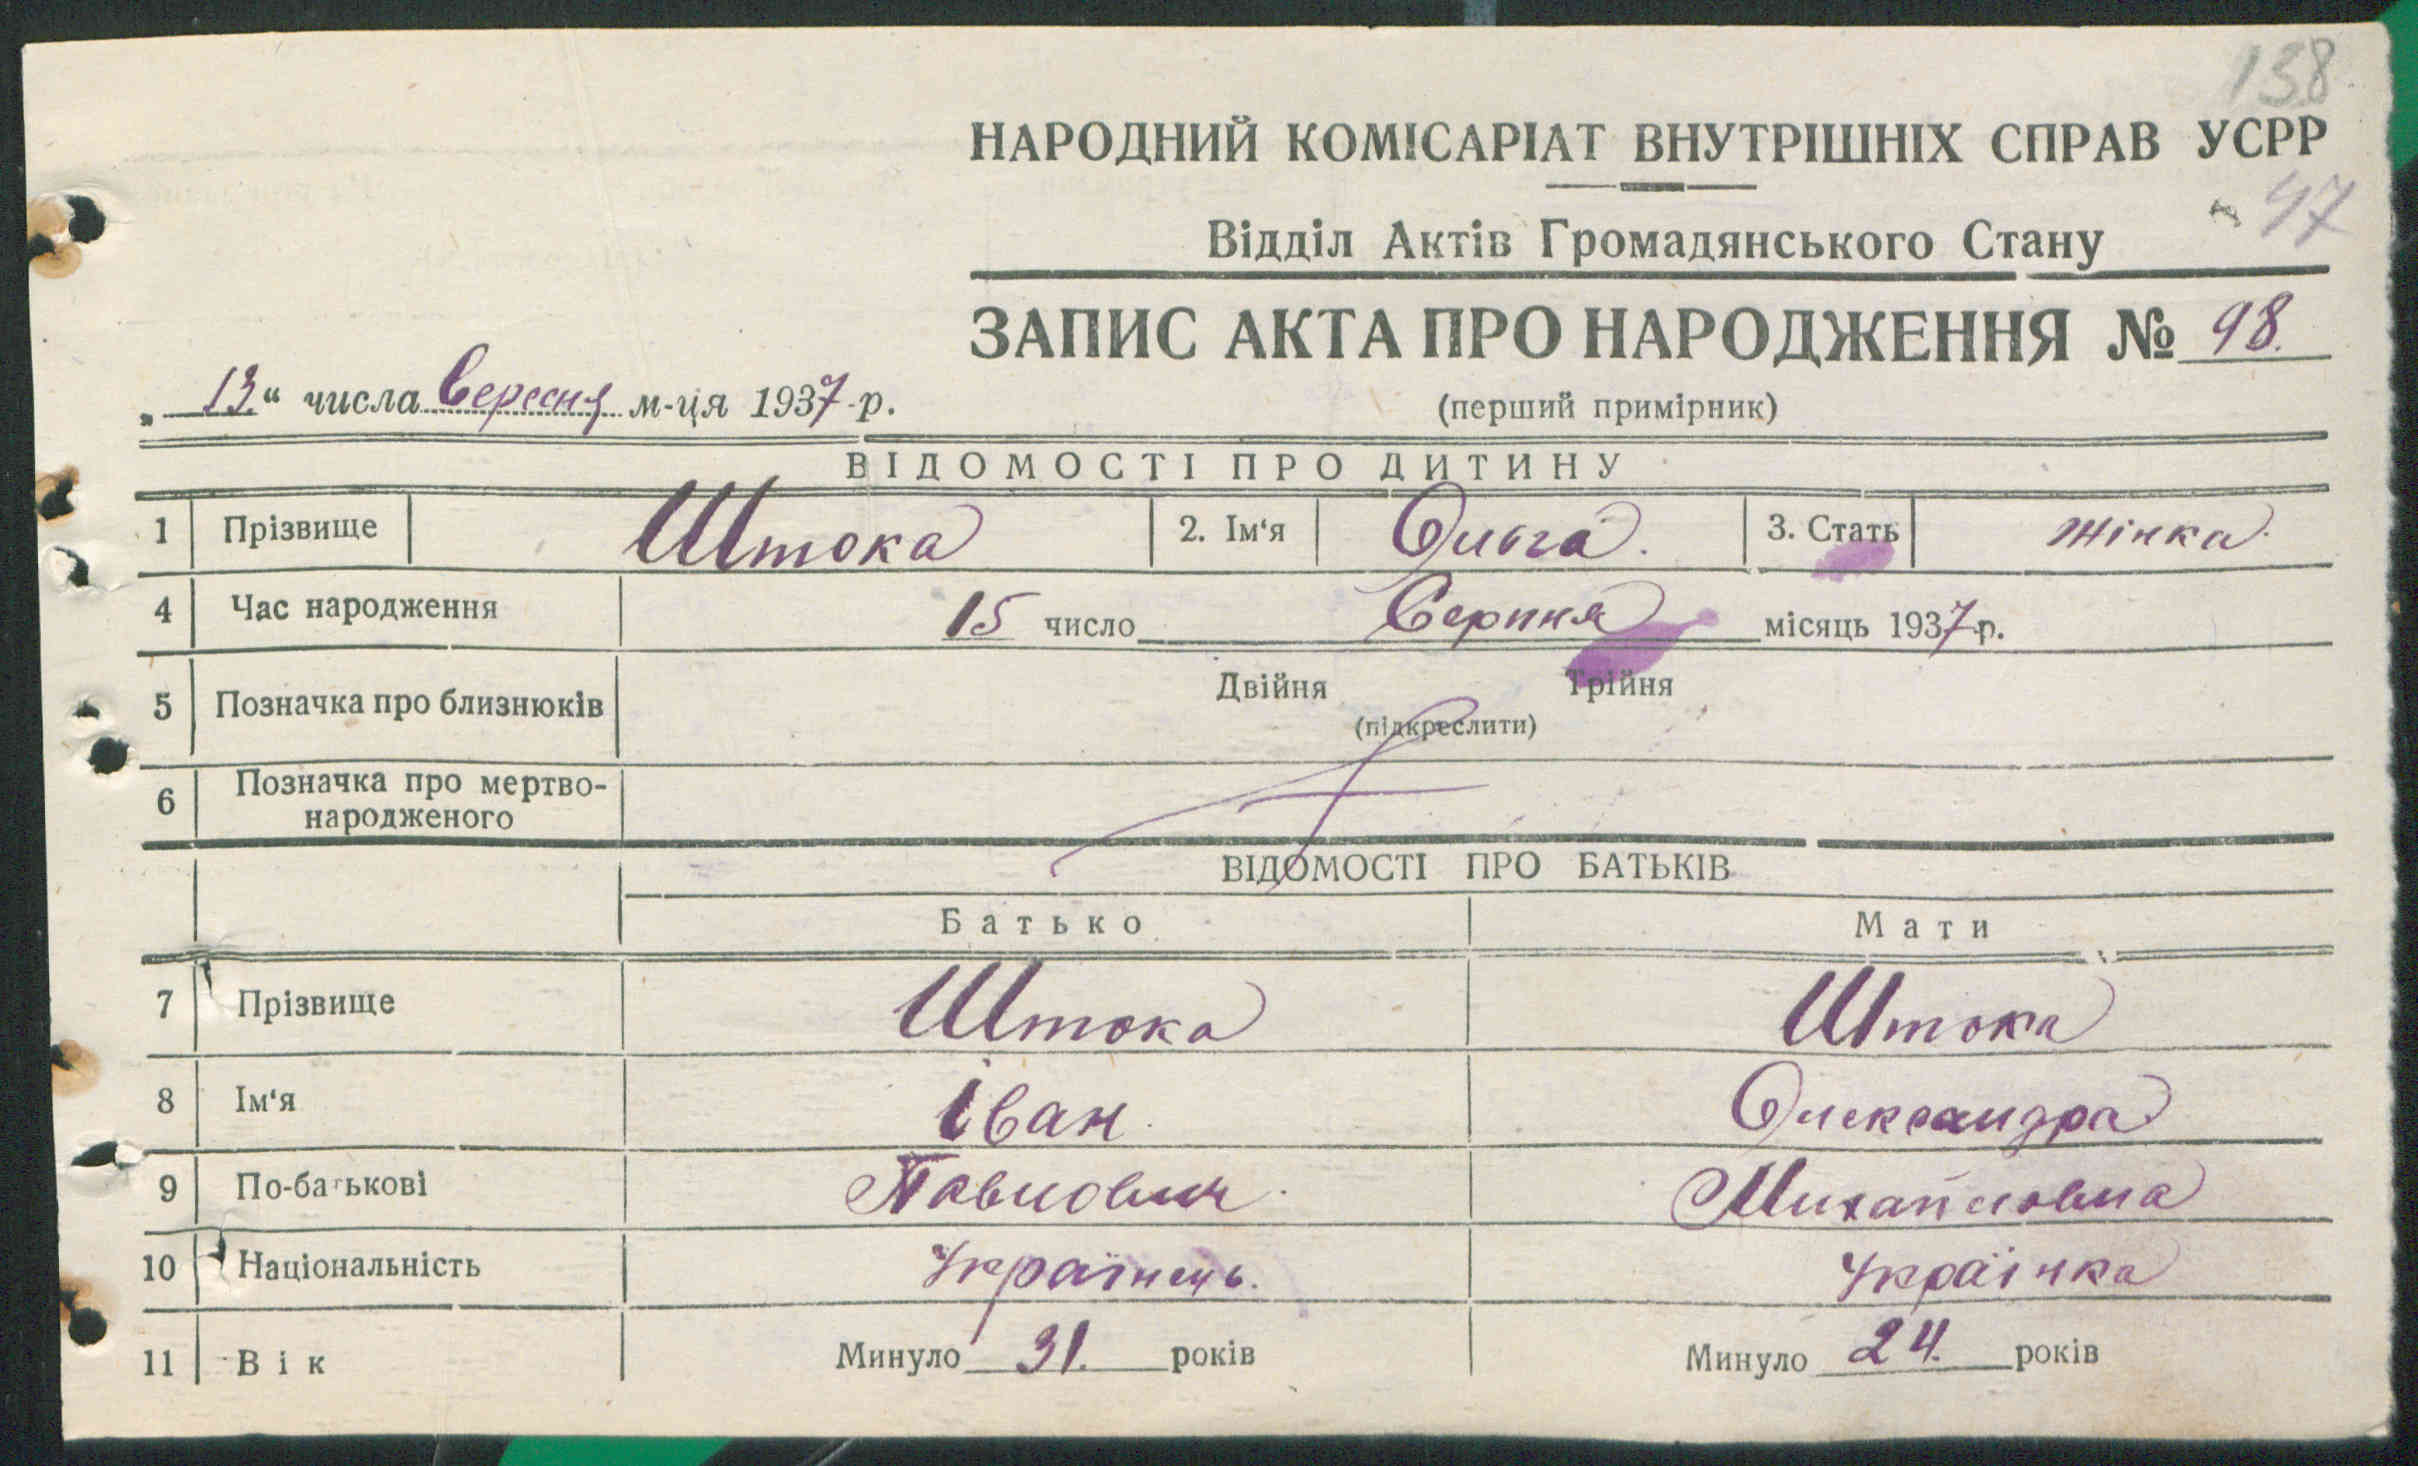 138
НАРОДНИЙ КОМІСАРІАТ ВНУТРІШНІХ СПРАВ УСРР
47
Відділ Актів Громадянського Стану
ЗАПИС АКТА ПРО НАРОДЖЕННЯ № 98.
„13.“ числа Вересня м-ця 1937 р.
(перший примірник)
ВІДОМОСТІ ПРО ДИТИНУ
1 Прізвище Штока 2. Ім‘я Ольга. 3. Стать жінка.
4 Час народження 15 число Серпня місяць 1937 р.
5 Позначка про близнюків Двійня Трійня
(підкреслити)
6 Позначка про мертво-
народженого
ВІДОМОСТІ ПРО БАТЬКІВ
Батько Мати
7 Прізвище Штока Штока
8 Ім‘я Іван. Олександра
9 По-батькові Павлович. Михайловна
10 Національність Українець. Українка
11 Вік Минуло 31. років Минуло 24. років